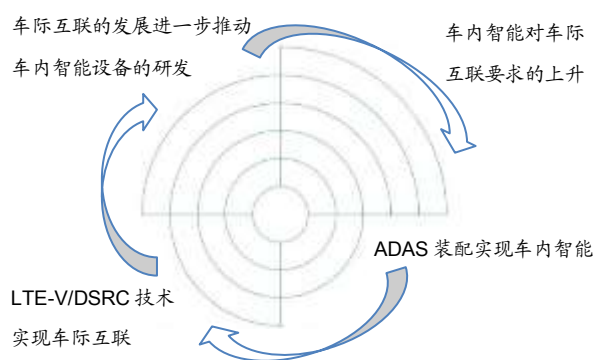 车际互联的发展进一步推动
车内智能设备的研发
车内智能对车际
互联要求的上升
ADAS 装配实现车内智能
LTE-V/DSRC 技术
实现车际互联